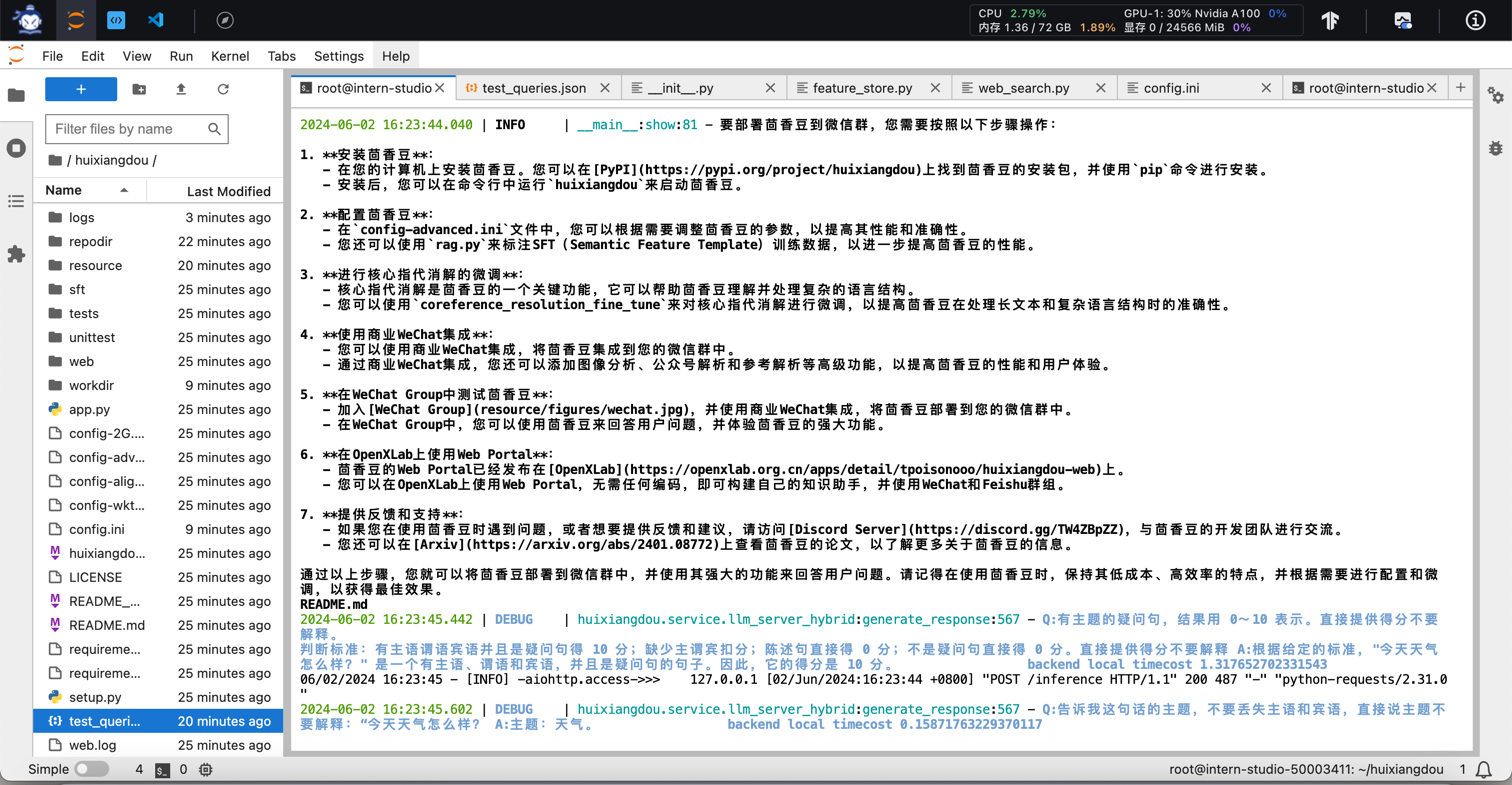 CPU 2.79% GPU-1: 30% Nvidia A100 0%
内存 1.36 / 72 GB 1.89% 显存 0 / 24566 MiB 0%
File Edit View Run Kernel Tabs Settings Help
root@intern-studio test_queries.json __init__.py feature_store.py web_search.py config.ini root@intern-studio
Filter files by name
/ huixiangdou /
Name Last Modified
logs 3 minutes ago
repodir 22 minutes ago
resource 20 minutes ago
sft 25 minutes ago
tests 25 minutes ago
unittest 25 minutes ago
web 25 minutes ago
workdir 9 minutes ago
app.py 25 minutes ago
config-2G.... 25 minutes ago
config-adv... 25 minutes ago
config-alig... 25 minutes ago
config-wkt... 25 minutes ago
config.ini 9 minutes ago
huixiangdo... 25 minutes ago
LICENSE 25 minutes ago
README_... 25 minutes ago
README.md 25 minutes ago
requireme... 25 minutes ago
requireme... 25 minutes ago
setup.py 25 minutes ago
test_queri... 20 minutes ago
web.log 25 minutes ago
2024-06-02 16:23:44.040 | INFO | __main__:show:81 - 要部署茴香豆到微信群，您需要按照以下步骤操作：
1. **安装茴香豆**：
- 在您的计算机上安装茴香豆。您可以在[PyPI](https://pypi.org/project/huixiangdou)上找到茴香豆的安装包，并使用`pip`命令进行安装。
- 安装后，您可以在命令行中运行`huixiangdou`来启动茴香豆。
2. **配置茴香豆**：
- 在`config-advanced.ini`文件中，您可以根据需要调整茴香豆的参数，以提高其性能和准确性。
- 您还可以使用`rag.py`来标注SFT（Semantic Feature Template）训练数据，以进一步提高茴香豆的性能。
3. **进行核心指代消解的微调**：
- 核心指代消解是茴香豆的一个关键功能，它可以帮助茴香豆理解并处理复杂的语言结构。
- 您可以使用`coreference_resolution_fine_tune`来对核心指代消解进行微调，以提高茴香豆在处理长文本和复杂语言结构时的准确性。
4. **使用商业WeChat集成**：
- 您可以使用商业WeChat集成，将茴香豆集成到您的微信群中。
- 通过商业WeChat集成，您还可以添加图像分析、公众号解析和参考解析等高级功能，以提高茴香豆的性能和用户体验。
5. **在WeChat Group中测试茴香豆**：
- 加入[WeChat Group](resource/figures/wechat.jpg)，并使用商业WeChat集成，将茴香豆部署到您的微信群中。
- 在WeChat Group中，您可以使用茴香豆来回答用户问题，并体验茴香豆的强大功能。
6. **在OpenXLab上使用Web Portal**：
- 茴香豆的Web Portal已经发布在[OpenXLab](https://openxlab.org.cn/apps/detail/tpoisonooo/huixiangdou-web)上。
- 您可以在OpenXLab上使用Web Portal，无需任何编码，即可构建自己的知识助手，并使用WeChat和Feishu群组。
7. **提供反馈和支持**：
- 如果您在使用茴香豆时遇到问题，或者想要提供反馈和建议，请访问[Discord Server](https://discord.gg/TW4ZBpZZ)，与茴香豆的开发团队进行交流。
- 您还可以在[Arxiv](https://arxiv.org/abs/2401.08772)上查看茴香豆的论文，以了解更多关于茴香豆的信息。
通过以上步骤，您就可以将茴香豆部署到微信群中，并使用其强大的功能来回答用户问题。请记得在使用茴香豆时，保持其低成本、高效率的特点，并根据需要进行配置和微
调，以获得最佳效果。
README.md
2024-06-02 16:23:45.442 | DEBUG | huixiangdou.service.llm_server_hybrid:generate_response:567 - Q:有主题的疑问句，结果用 0～10 表示。直接提供得分不要
解释。
判断标准：有主语谓语宾语并且是疑问句得 10 分；缺少主谓宾扣分；陈述句直接得 0 分；不是疑问句直接得 0 分。直接提供得分不要解释 A:根据给定的标准，"今天天气
怎么样？" 是一个有主语、谓语和宾语，并且是疑问句的句子。因此，它的得分是 10 分。 backend local timecost 1.317652702331543
06/02/2024 16:23:45 - [INFO] -aiohttp.access->>> 127.0.0.1 [02/Jun/2024:16:23:44 +0800] "POST /inference HTTP/1.1" 200 487 "-" "python-requests/2.31.0
"
2024-06-02 16:23:45.602 | DEBUG | huixiangdou.service.llm_server_hybrid:generate_response:567 - Q:告诉我这句话的主题，不要丢失主语和宾语，直接说主题不
要解释：“今天天气怎么样？ A:主题：天气。 backend local timecost 0.15871763229370117
Simple 4 0 root@intern-studio-50003411: ~/huixiangdou 1